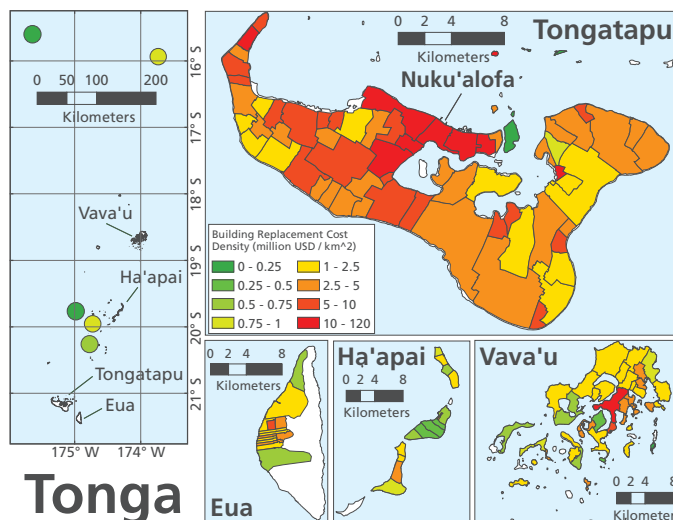 0 50 100 200
Kilometers
16°S
17°S
18°S
19°S
20°S
21°S
175°W 174°W
Vava'u
Ha'apai
Tongatapu
Eua
Tonga
0 2 4 8
Kilometers
Tongatapu
Nuku'alofa
Building Replacement Cost
Density (million USD / km^2)
0 - 0.25 1 - 2.5
0.25 - 0.5 2.5 - 5
0.5 - 0.75 5 - 10
0.75 - 1 10 - 120
0 2 4 8
Kilometers
Eua
Ha'apai
0 2 4 8
Kilometers
Vava'u
0 2 4 8
Kilometers